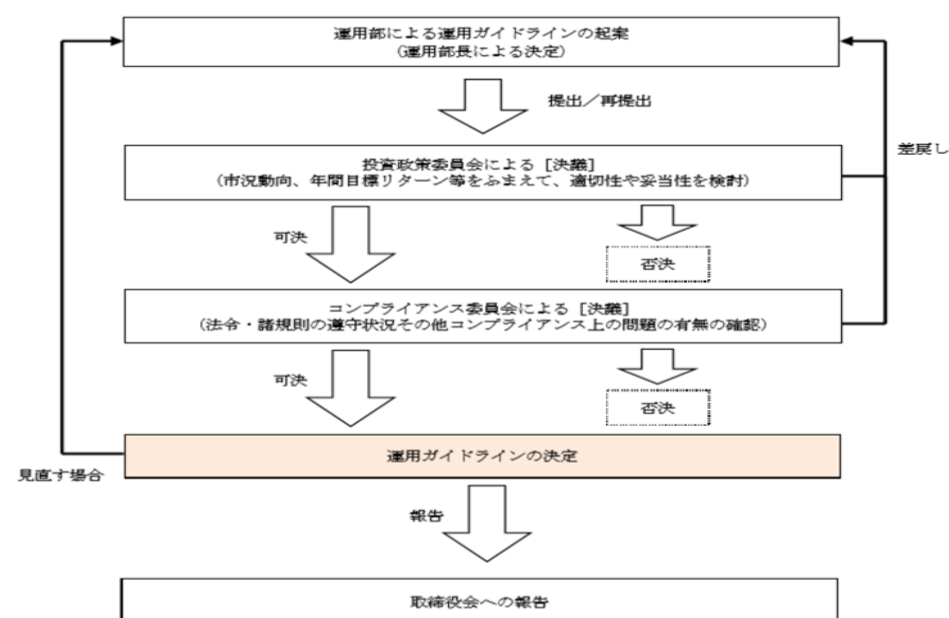 運用部による運用ガイドラインの起案
(運用部長による決定)
提出／再提出
差戻し
投資政策委員会による [決議]
(市況動向、年間目標リターン等をふまえて、適切性や妥当性を検討)
可決
否決
コンプライアンス委員会による [決議]
(法令・諸規則の遵守状況その他コンプライアンス上の問題の有無の確認)
可決
否決
運用ガイドラインの決定
見直す場合
報告
取締役会への報告